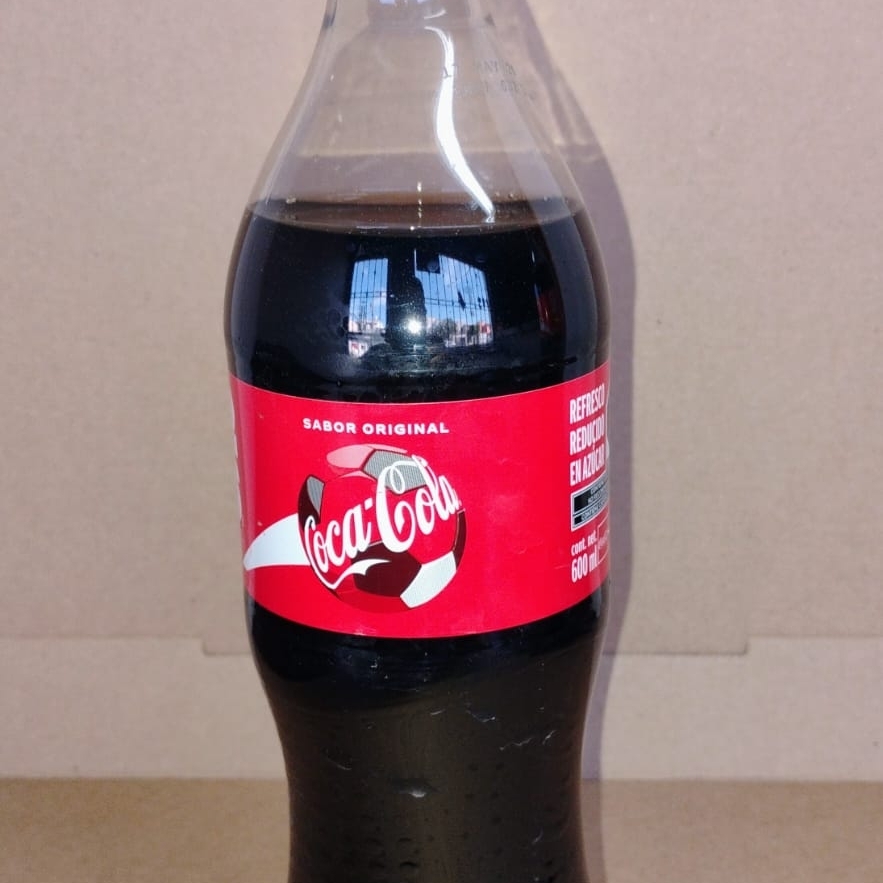 SABOR ORIGINAL
Coca-Cola
REFRESCO
REDUCIDO
EN AZÚCAR
cont. net.
600 ml